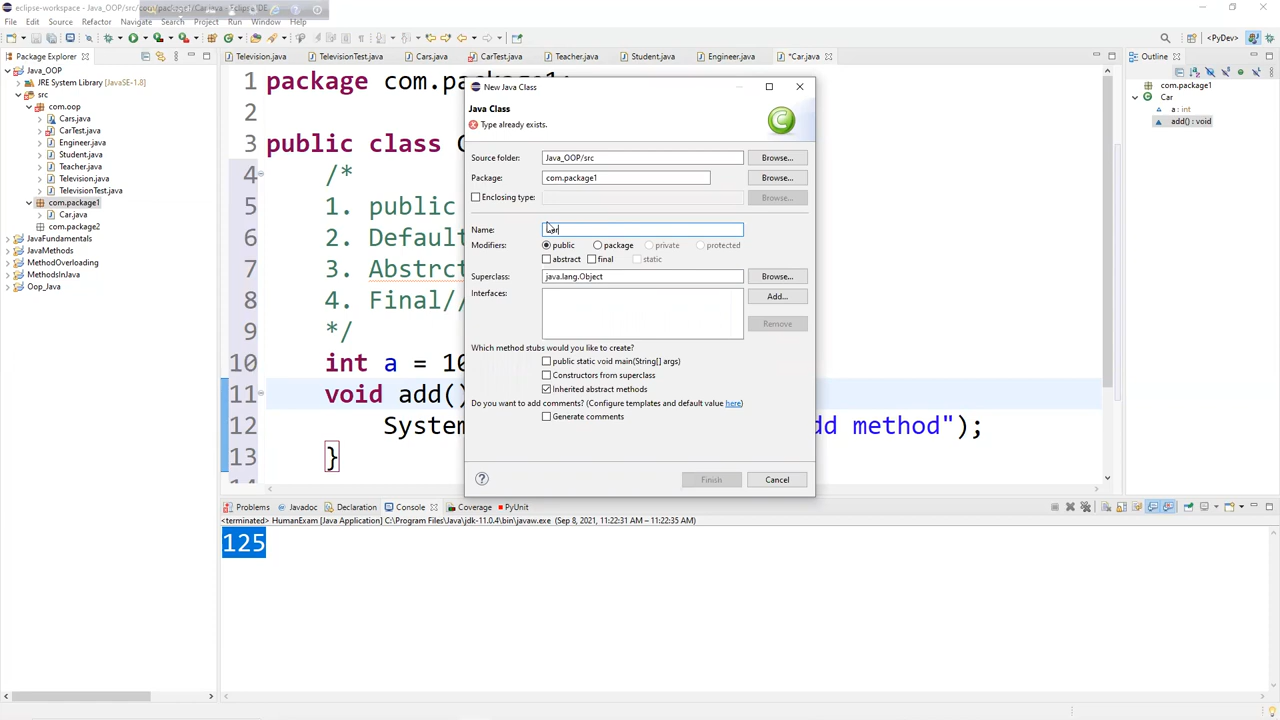 eclipse-workspace - Java_OOP/src/com/package1/Car.java - Eclipse IDE
File Edit Source Refactor Navigate Search Project Run Window Help
<PyDev>
Package Explorer
Television.java TelevisionTest.java Cars.java CarTest.java Teacher.java Student.java Engineer.java *Car.java
Outline
Java_OOP
JRE System Library [JavaSE-1.8]
src
com.oop
Cars.java
CarTest.java
Engineer.java
Student.java
Teacher.java
Television.java
TelevisionTest.java
com.package1
Car.java
com.package2
JavaFundamentals
JavaMethods
MethodOverloading
MethodsInJava
Oop_Java
1 package com.package1;
2
3 public class C
4 /*
5 1. public
6 2. Default
7 3. Abstrct
8 4. Final//
9 */
10 int a = 10
11 void add()
12 System dd method");
13 }
New Java Class
Java Class
Type already exists.
Source folder: Java_OOP/src Browse...
Package: com.package1 Browse...
Enclosing type: Browse...
Name: Car
Modifiers: public package private protected
abstract final static
Superclass: java.lang.Object Browse...
Interfaces: Add...
Remove
Which method stubs would you like to create?
public static void main(String[] args)
Constructors from superclass
Inherited abstract methods
Do you want to add comments? (Configure templates and default value here)
Generate comments
Finish Cancel
com.package1
Car
a : int
add() : void
Problems Javadoc Declaration Console Coverage PyUnit
<terminated> HumanExam [Java Application] C:\Program Files\Java\jdk-11.0.4\bin\javaw.exe (Sep 8, 2021, 11:22:31 AM – 11:22:35 AM)
125